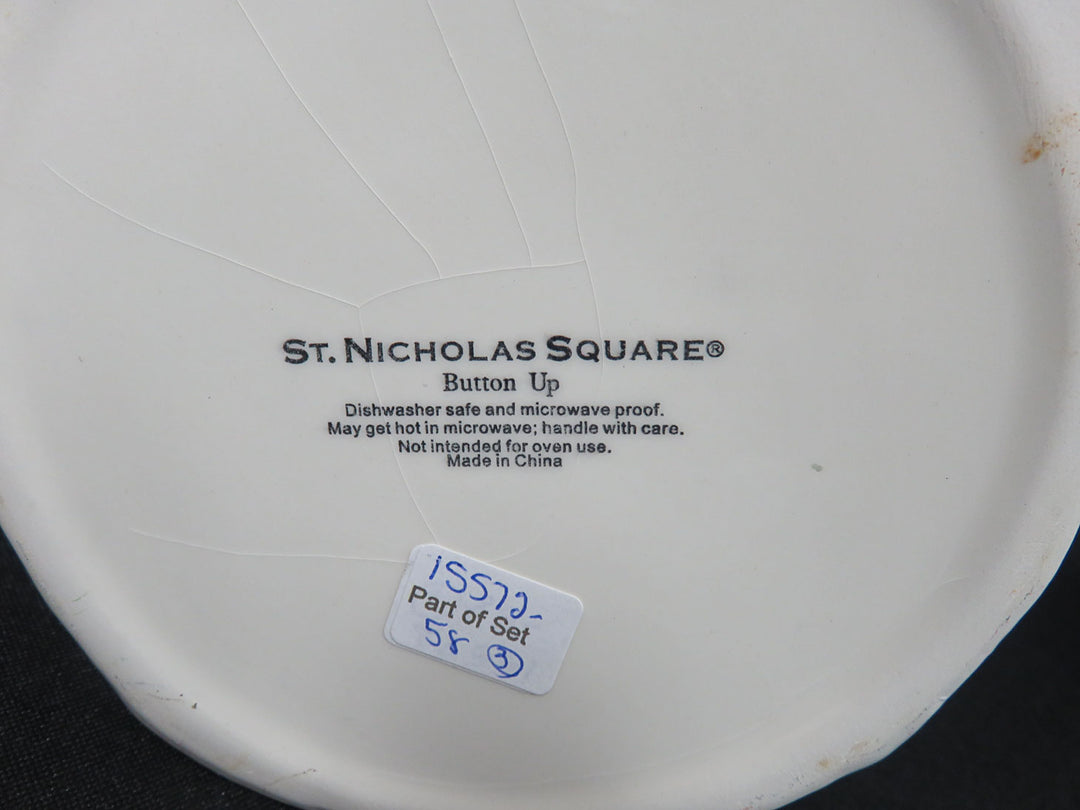 ST. NICHOLAS SQUARE®
Button Up
Dishwasher safe and microwave proof.
May get hot in microwave; handle with care.
Not intended for oven use.
Made in China
15572-
Part of Set
58 3